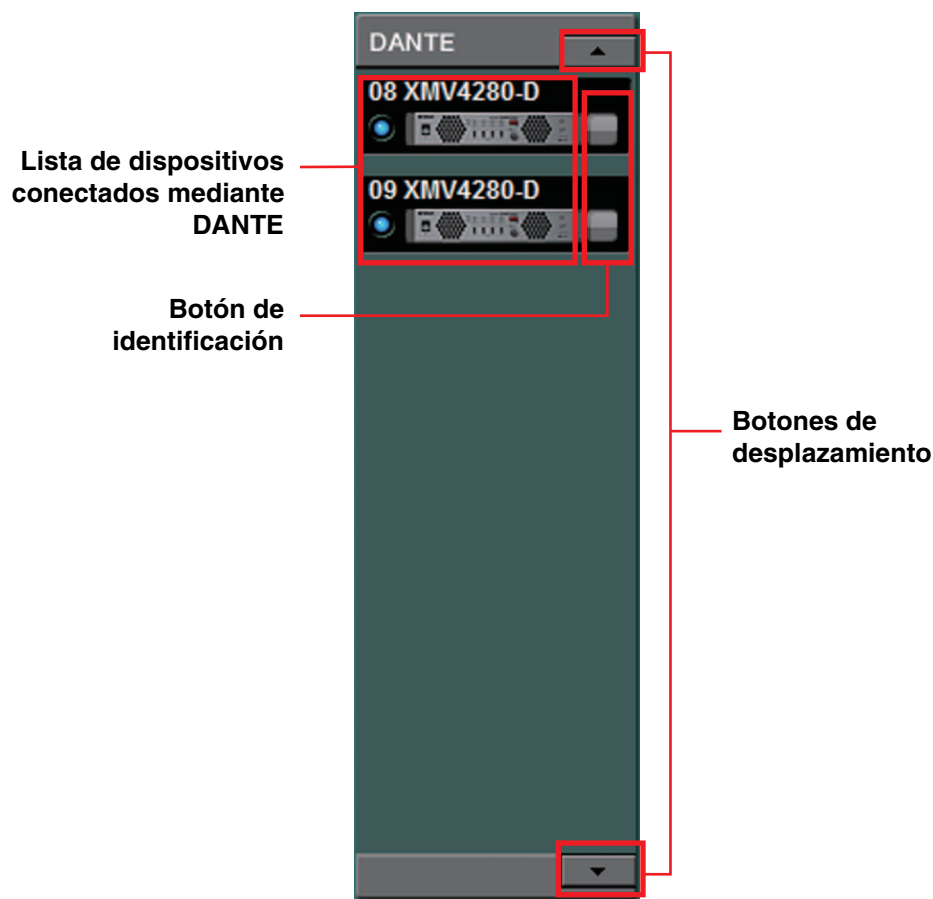 DANTE
08 XMV4280-D
09 XMV4280-D
Lista de dispositivos
conectados mediante
DANTE
Botón de
identificación
Botones de
desplazamiento